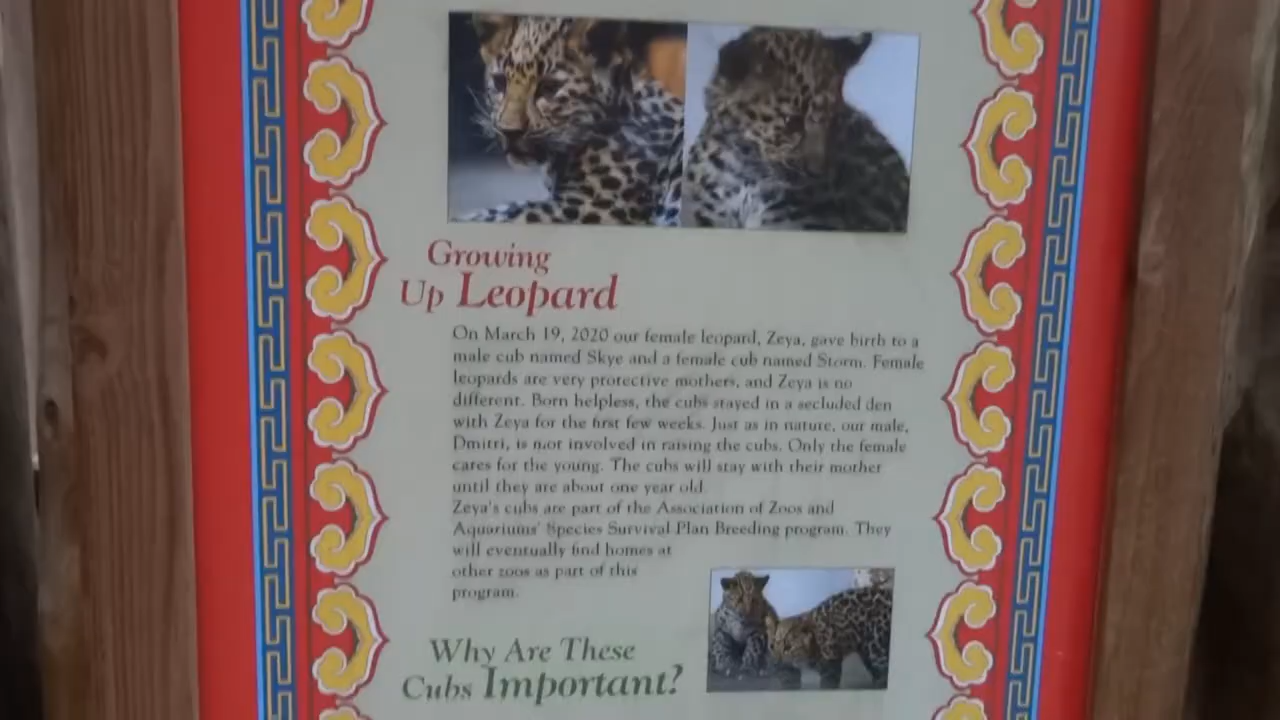 Growing
Up Leopard
On March 19, 2020 our female leopard, Zeya, gave birth to a
male cub named Skye and a female cub named Storm. Female
leopards are very protective mothers, and Zeya is no
different. Born helpless, the cubs stayed in a secluded den
with Zeya for the first few weeks. Just as in nature, our male,
Dmitri, is not involved in raising the cubs. Only the female
cares for the young. The cubs will stay with their mother
until they are about one year old.
Zeya's cubs are part of the Association of Zoos and
Aquariums' Species Survival Plan Breeding program. They
will eventually find homes at
other zoos as part of this
program.
Why Are These
Cubs Important?